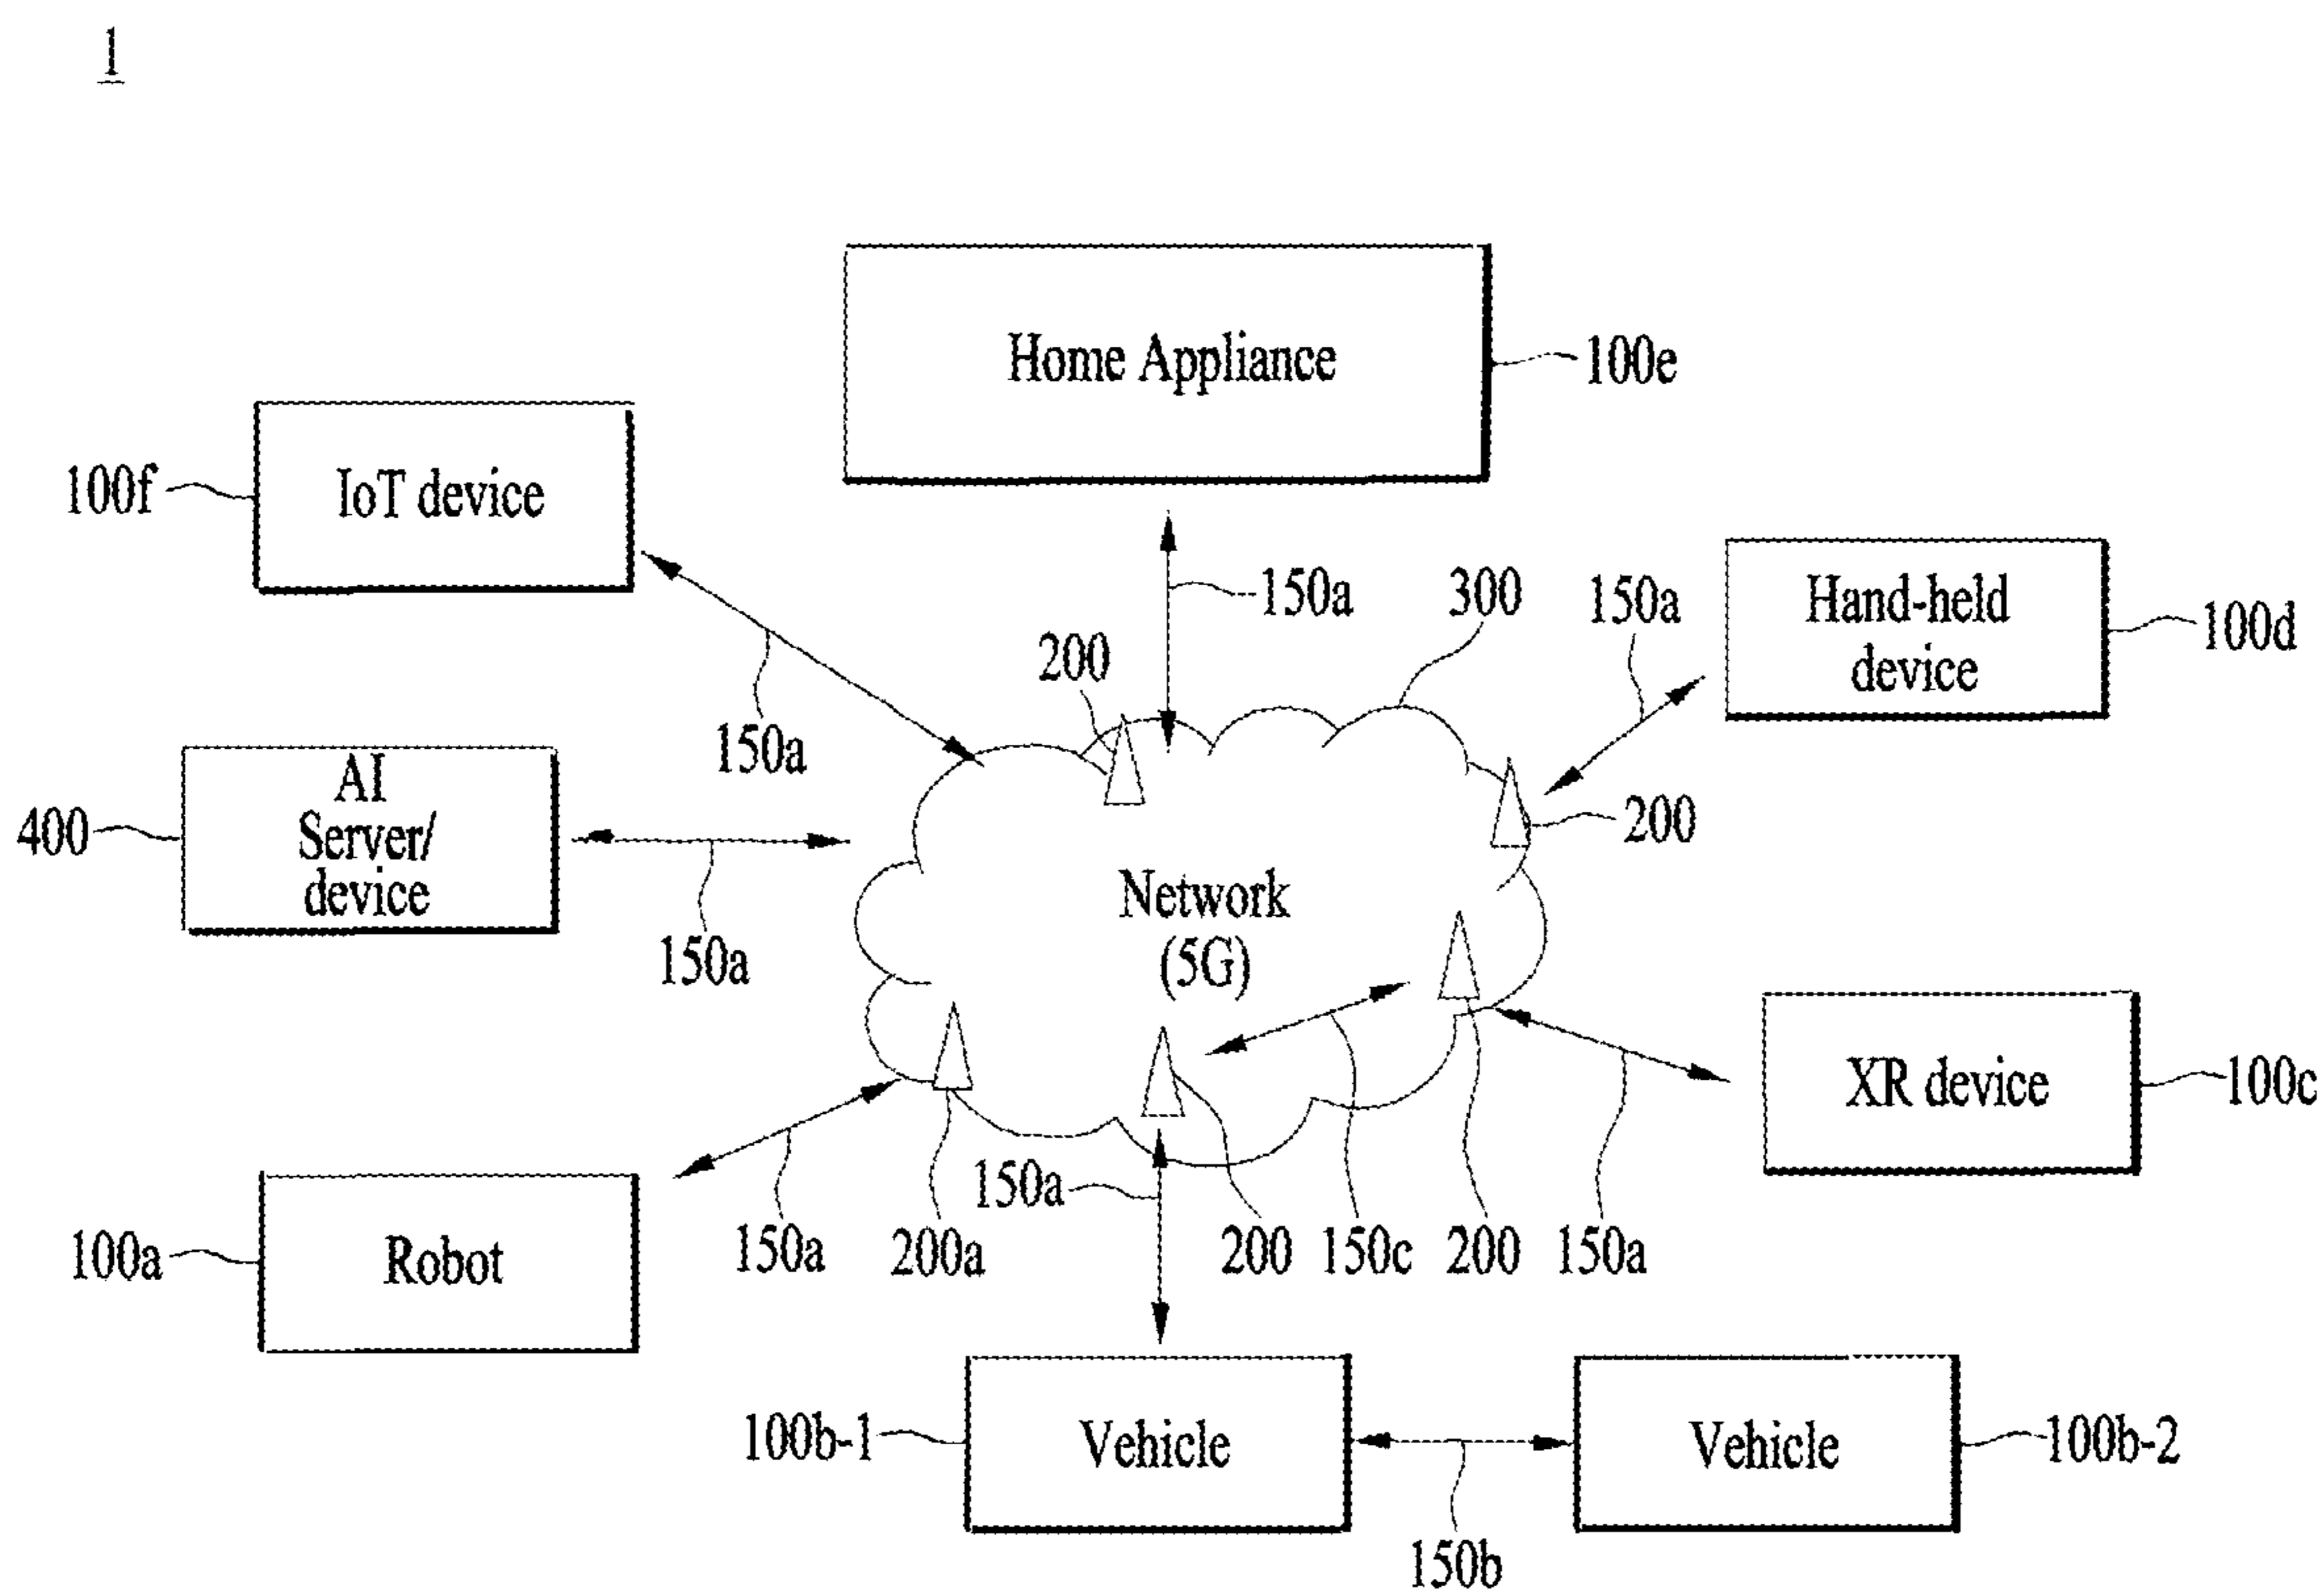 1
Home Appliance
100e
100f
IoT device
150a
300
150a
Hand-held
device
100d
200
150a
AI
Server/
device
400
200
Network
(5G)
150a
XR device
100c
150a
100a
Robot
150a
200a
200
150c
200
150a
100b-1
Vehicle
Vehicle
100b-2
150b